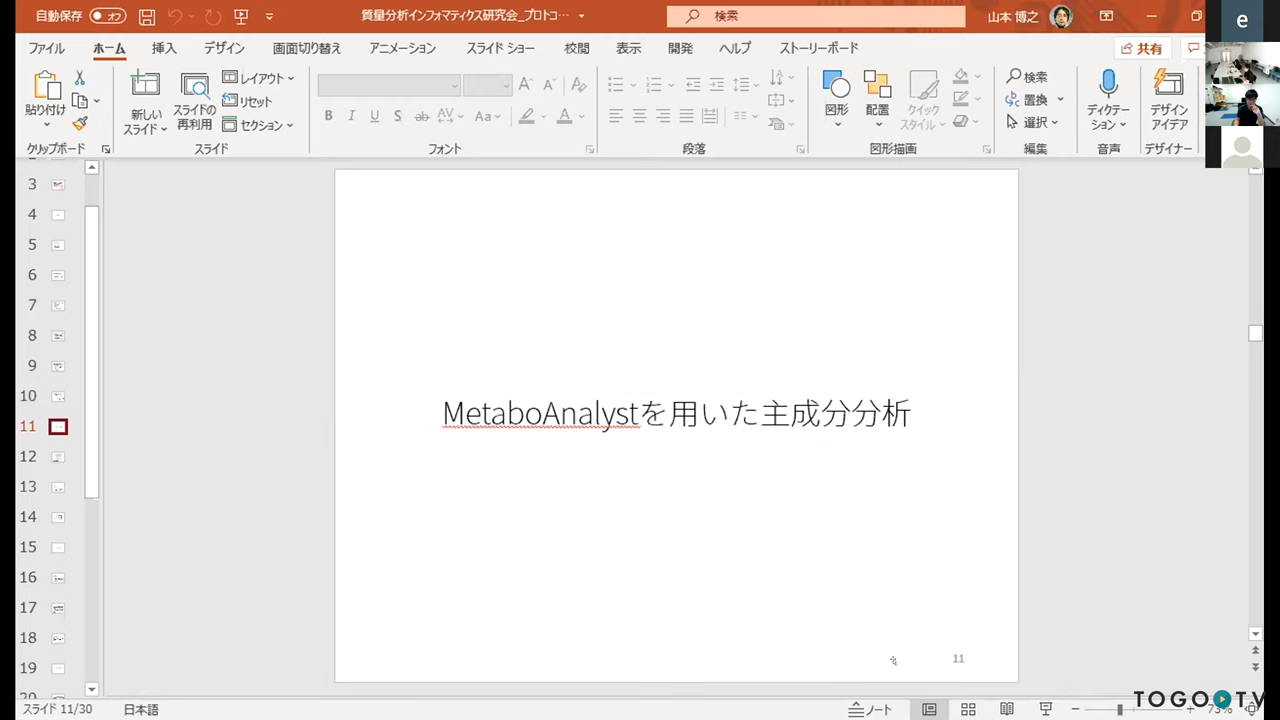 自動保存
オフ
質量分析インフォマティクス研究会_プロトコ…
検索
山本 博之
e
ファイル ホーム 挿入 デザイン 画面切り替え アニメーション スライド ショー 校閲 表示 開発 ヘルプ ストーリーボード
共有
貼り付け
クリップボード
新しい
スライド
スライドの
再利用
レイアウト
リセット
セクション
スライド
B I U S ab AV Aa A
フォント
段落
図形
配置
クイック
スタイル
図形描画
検索
置換
選択
編集
ディクテー
ション
音声
デザイン
アイデア
デザイナー
3
4
5
6
7
8
9
10
11
12
13
14
15
16
17
18
19
20
MetaboAnalystを用いた主成分分析
11
スライド 11/30
日本語
ノート
73%
TOGO TV